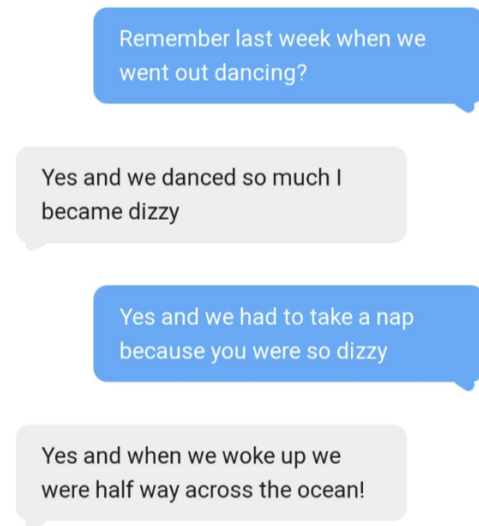 Remember last week when we
went out dancing?
Yes and we danced so much I
became dizzy
Yes and we had to take a nap
because you were so dizzy
Yes and when we woke up we
were half way across the ocean!